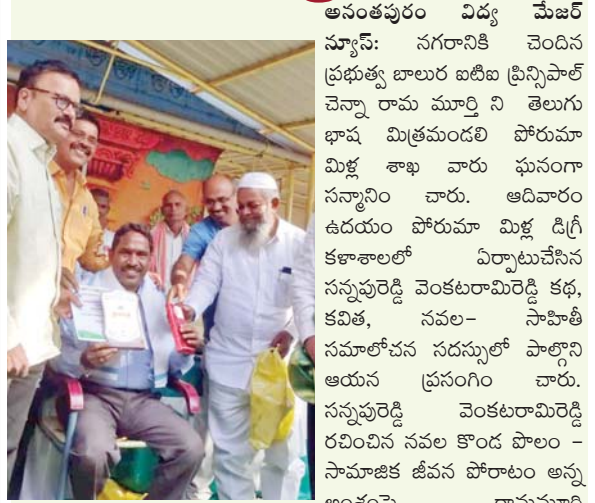 అనంతపురం విద్య మేజర్
న్యూస్: నగరానికి చెందిన
ప్రభుత్వ బాలుర ఐటిఐ ప్రిన్సిపాల్
చెన్నా రామ మూర్తి ని తెలుగు
భాష మిత్రమండలి పోరుమా
మిళ్ల శాఖ వారు ఘనంగా
సన్మానిం చారు. ఆదివారం
ఉదయం పోరుమా మిళ్ల డిగ్రీ
కళాశాలలో ఏర్పాటుచేసిన
సన్నపురెడ్డి వెంకటరామిరెడ్డి కథ,
కవిత, నవల- సాహితీ
సమాలోచన సదస్సులో పాల్గొని
ఆయన ప్రసంగిం చారు.
సన్నపురెడ్డి వెంకటరామిరెడ్డి
రచించిన నవల కొండ పొలం -
సామాజిక జీవన పోరాటం అన్న